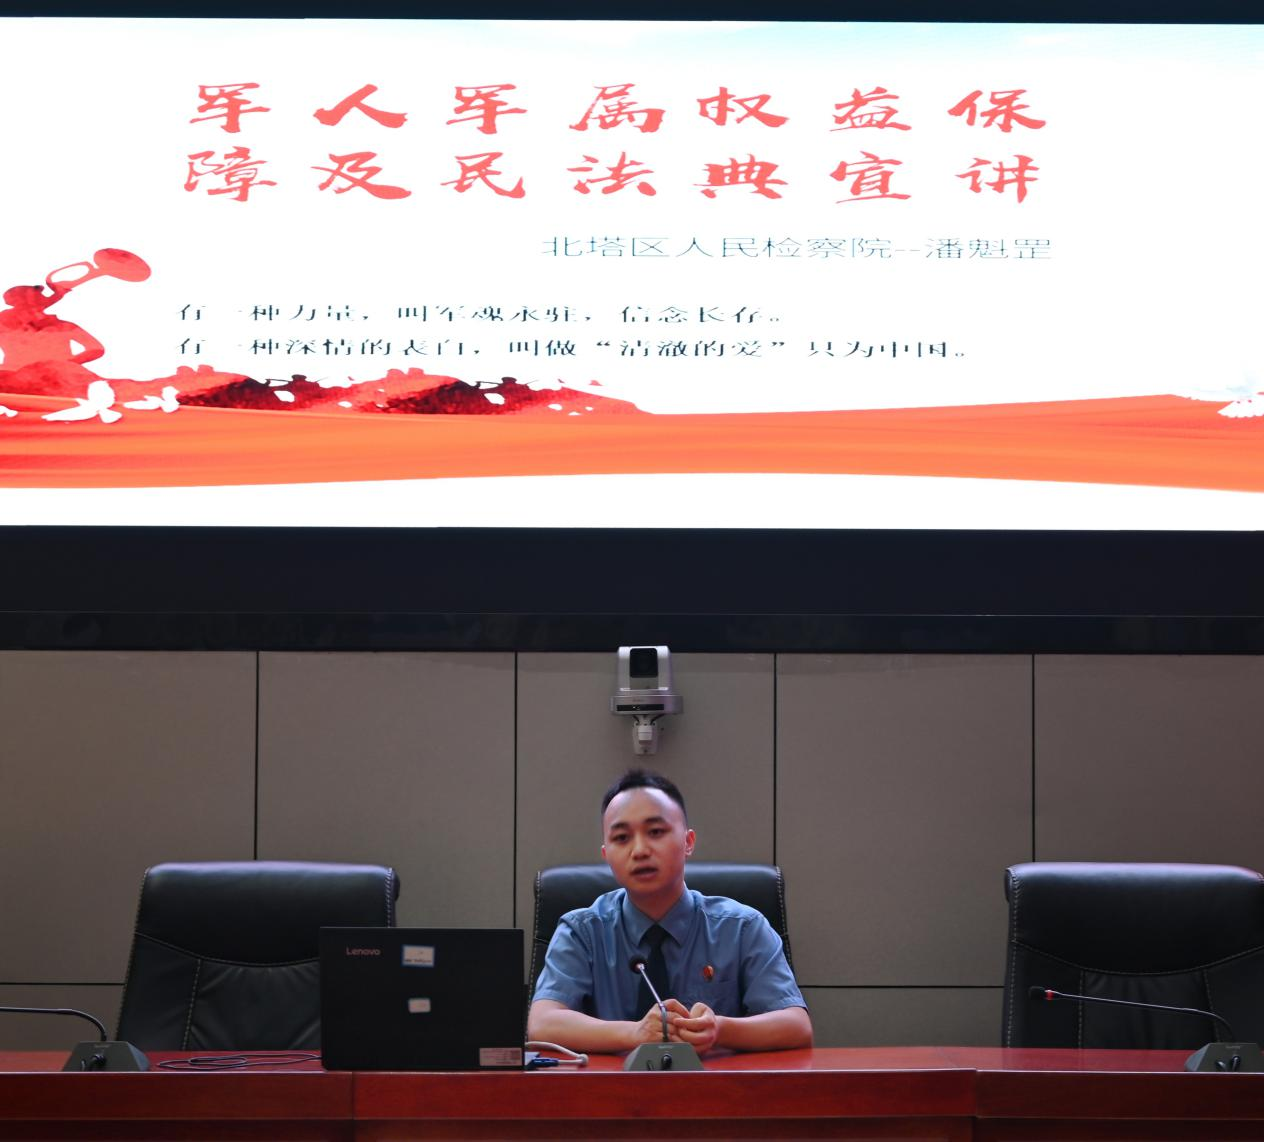 军人军属权益保
障及民法典宣讲
北塔区人民检察院--潘魁罡
有一种力量，叫军魂永驻，信念长存。
有一种深情的表白，叫做“清澈的爱”只为中国。
Lenovo